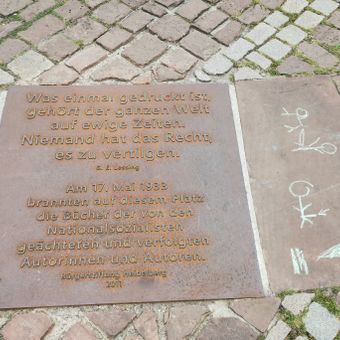 Was einmal gedruckt ist,
gehört der ganzen Welt
auf ewige Zeiten.
Niemand hat das Recht,
es zu vertilgen.
G. E. Lessing
Am 17. Mai 1933
brannten auf diesem Platz
die Bücher der von den
Nationalsozialisten
geächteten und verfolgten
Autorinnen und Autoren.
Bürgerstiftung Heidelberg
2011